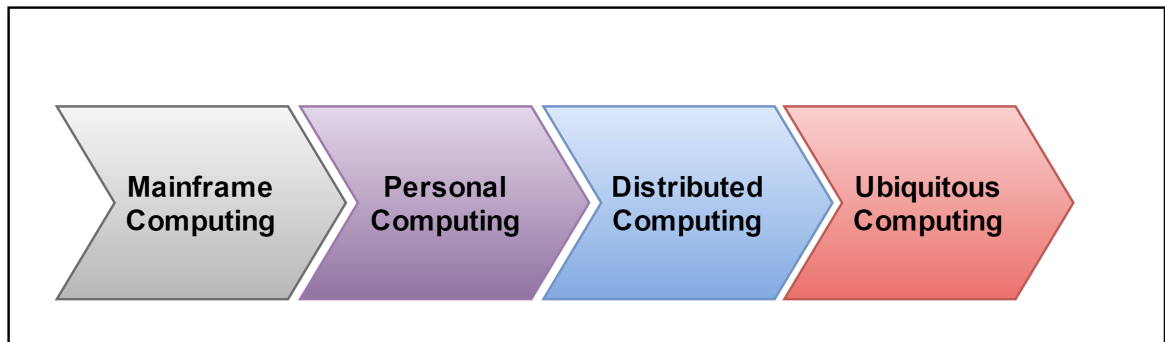 Mainframe
Computing
Personal
Computing
Distributed
Computing
Ubiquitous
Computing